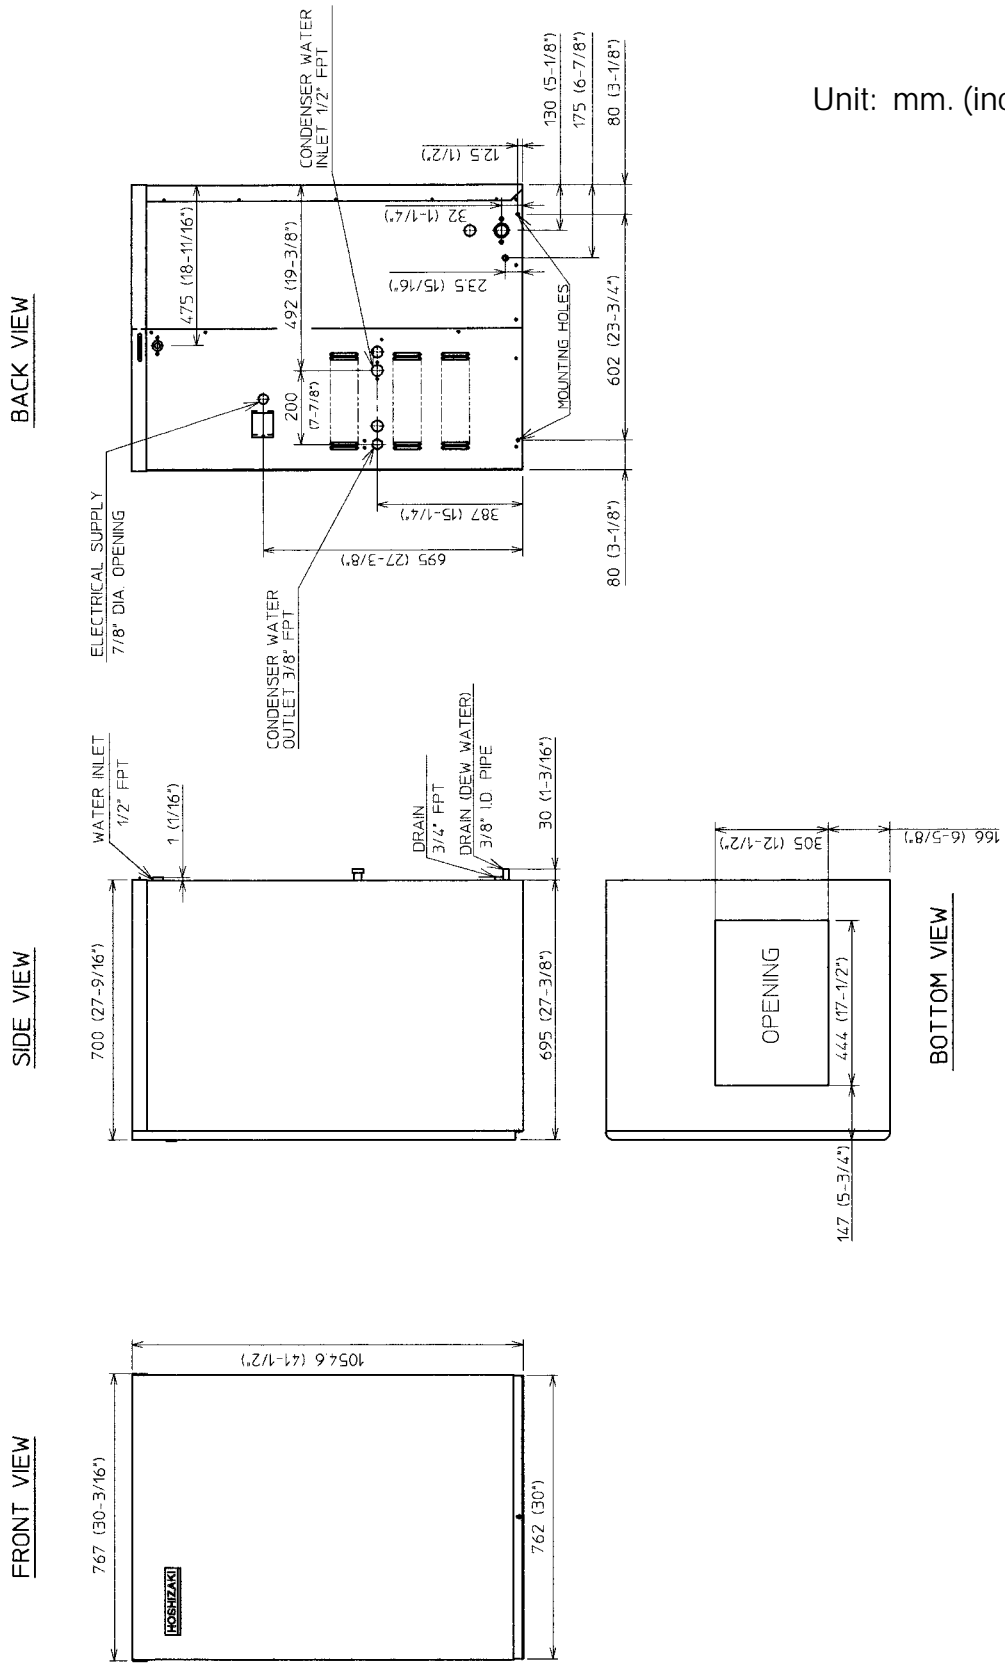 Unit: mm. (inc
FRONT VIEW
767 (30-3/16")
HOSHIZAKI
1054.6 (41-1/2")
762 (30")
SIDE VIEW
700 (27-9/16")
WATER INLET
1/2" FPT
1 (1/16")
DRAIN
3/4" FPT
DRAIN (DEW WATER)
3/8" I.D. PIPE
30 (1-3/16")
695 (27-3/8")
OPENING
444 (17-1/2")
305 (12-1/2")
166 (6-5/8")
147 (5-3/4")
BOTTOM VIEW
BACK VIEW
ELECTRICAL SUPPLY
7/8" DIA. OPENING
475 (18-11/16")
CONDENSER WATER
INLET 1/2" FPT
492 (19-3/8")
200
(7-7/8")
CONDENSER WATER
OUTLET 3/8" FPT
695 (27-3/8")
387 (15-1/4")
32 (1-1/4")
23.5 (15/16")
12.5 (1/2")
130 (5-1/8")
175 (6-7/8")
80 (3-1/8")
MOUNTING HOLES
602 (23-3/4")
80 (3-1/8")